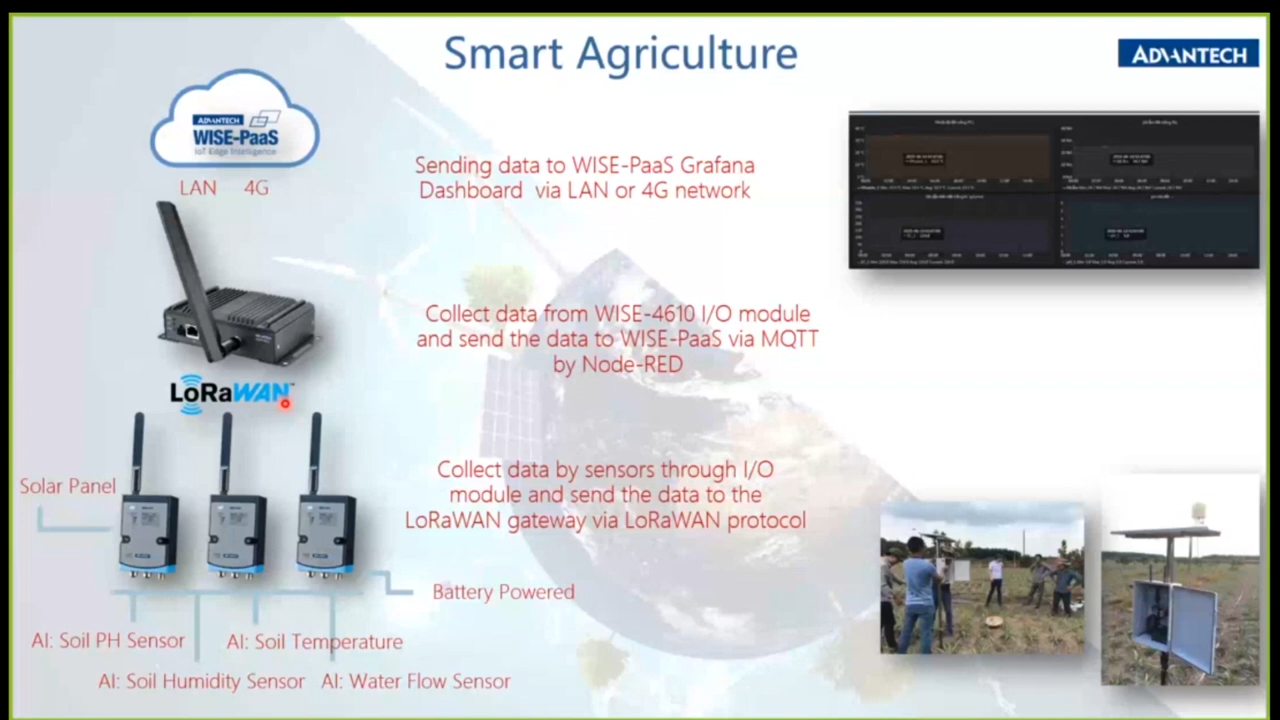 Smart Agriculture
ADVANTECH
ADVANTECH
WISE-PaaS
IoT Edge Intelligence
LAN 4G
Sending data to WISE-PaaS Grafana
Dashboard via LAN or 4G network
Collect data from WISE-4610 I/O module
and send the data to WISE-PaaS via MQTT
by Node-RED
LoRaWAN
Collect data by sensors through I/O
module and send the data to the
LoRaWAN gateway via LoRaWAN protocol
Solar Panel
Battery Powered
AI: Soil PH Sensor AI: Soil Temperature
AI: Soil Humidity Sensor AI: Water Flow Sensor